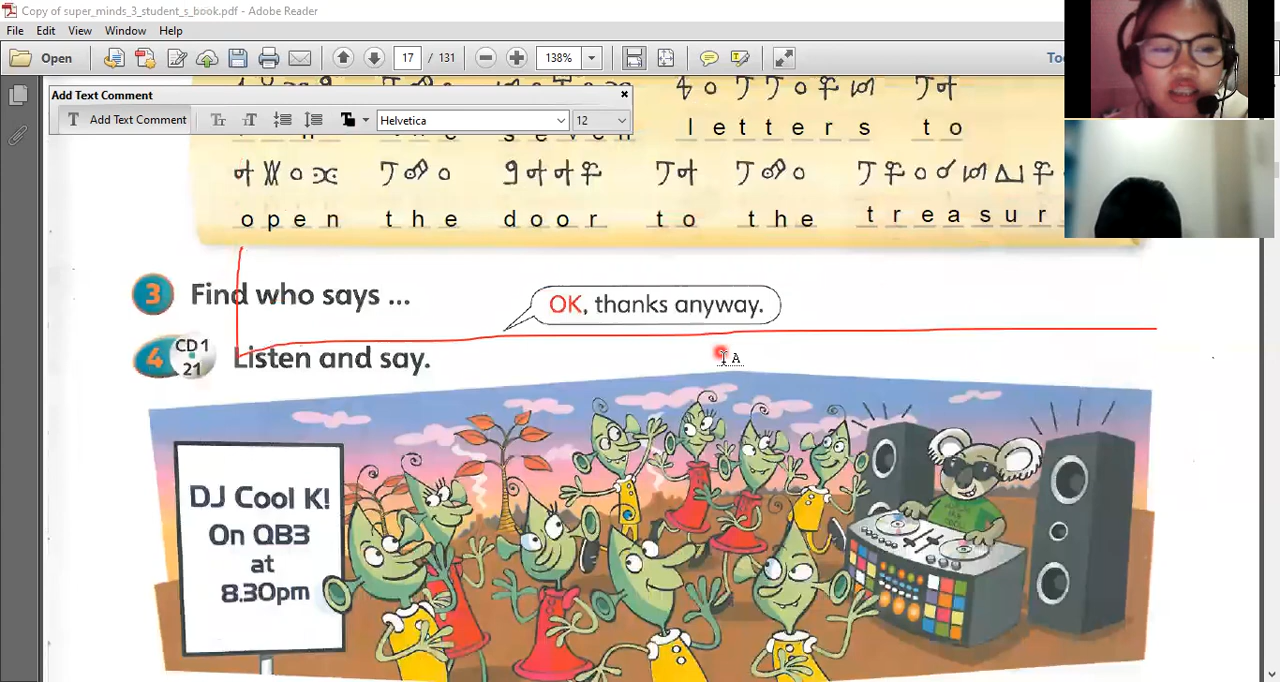 Copy of super_minds_3_student_s_book.pdf - Adobe Reader
File Edit View Window Help
Open 17 / 131 138%
Add Text Comment
Add Text Comment Helvetica 12
letters to
open the door to the treasur
3 Find who says ...
OK, thanks anyway.
4 CD1 21 Listen and say.
DJ Cool K!
On QB3
at
8.30pm